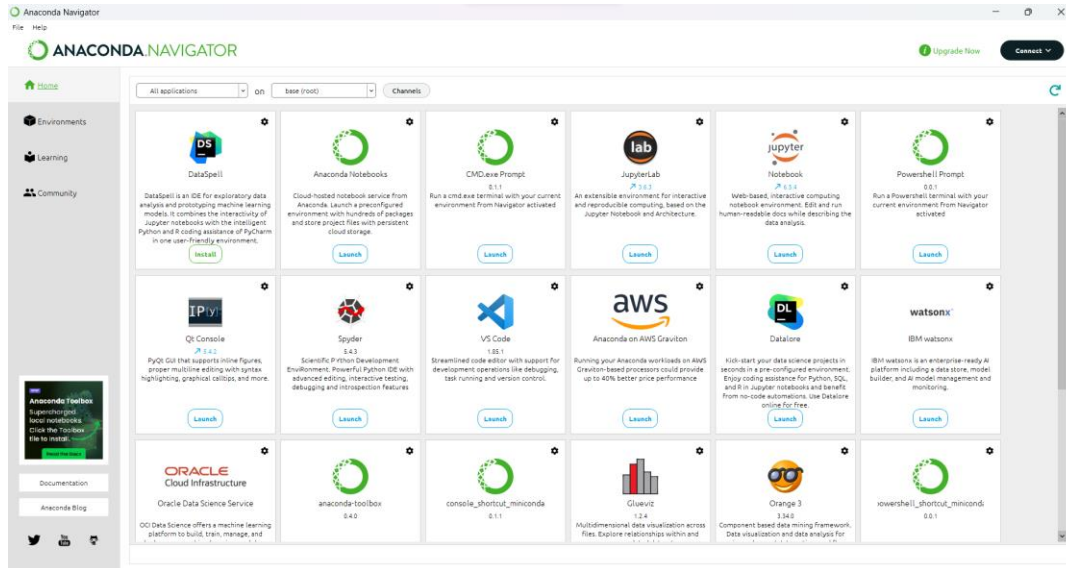 Anaconda Navigator
File Help
ANACONDA.NAVIGATOR
Upgrade Now
Connect
Home
Environments
Learning
Community
All applications on base (root) Channels
DS
DataSpell
DataSpell is an IDE for exploratory data
analysis and prototyping machine learning
models. It combines the interactivity of
Jupyter notebooks with the intelligent
Python and R coding assistance of PyCharm
in one user-friendly environment.
Install
Anaconda Notebooks
Cloud-hosted notebook service from
Anaconda. Launch a preconfigured
environment with hundreds of packages
and store project files with persistent
cloud storage.
Launch
CMD.exe Prompt
0.1.1
Run a cmd.exe terminal with your current
environment from Navigator activated
Launch
lab
JupyterLab
3.6.3
An extensible environment for interactive
and reproducible computing, based on the
Jupyter Notebook and Architecture.
Launch
jupyter
Notebook
6.5.4
Web-based, interactive computing
notebook environment. Edit and run
human-readable docs while describing the
data analysis.
Launch
Powershell Prompt
0.0.1
Run a Powershell terminal with your
current environment from Navigator
activated
Launch
IP[y]:
Qt Console
5.4.2
PyQt GUI that supports inline figures,
proper multiline editing with syntax
highlighting, graphical calltips, and more.
Launch
Spyder
5.4.3
Scientific PYthon Development
EnviRonment. Powerful Python IDE with
advanced editing, interactive testing,
debugging and introspection features
Launch
VS Code
1.85.1
Streamlined code editor with support for
development operations like debugging,
task running and version control.
Launch
aws
Anaconda on AWS Graviton
Running your Anaconda workloads on AWS
Graviton-based processors could provide
up to 40% better price performance
Launch
DL
Datalore
Kick-start your data science projects in
seconds in a pre-configured environment.
Enjoy coding assistance for Python, SQL,
and R in Jupyter notebooks and benefit
from no-code automations. Use Datalore
online for free.
Launch
watsonx
IBM watsonx
IBM watsonx is an enterprise-ready AI
platform including a data store, model
builder, and AI model management and
monitoring.
Launch
Anaconda Toolbox
Supercharged
local notebooks
Click the Toolbox
tile to install.
Read the Docs
Documentation
Anaconda Blog
You Tube
ORACLE
Cloud Infrastructure
Oracle Data Science Service
OCI Data Science offers a machine learning
platform to build, train, manage, and
anaconda-toolbox
0.4.0
console_shortcut_miniconda
0.1.1
Glueviz
1.2.4
Multidimensional data visualization across
files. Explore relationships within and
Orange 3
3.34.0
Component based data mining framework.
Data visualization and data analysis for
powershell_shortcut_minicond
0.0.1